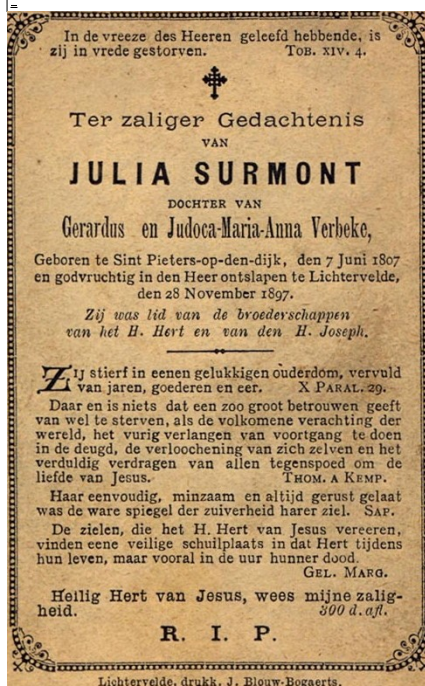 In de vreeze des Heeren geleefd hebbende, is
zij in vrede gestorven. TOB. XIV. 4.
Ter zaliger Gedachtenis
VAN
JULIA SURMONT
DOCHTER VAN
Gerardus en Judoca-Maria-Anna Verbeke,
Geboren te Sint Pieters-op-den-dijk, den 7 Juni 1807
en godvruchtig in den Heer ontslapen te Lichtervelde,
den 28 November 1897.
Zij was lid van de broederschappen
van het H. Hert en van den H. Joseph.
ZIJ stierf in eenen gelukkigen ouderdom, vervuld
van jaren, goederen en eer. X PARAL. 29.
Daar en is niets dat een zoo groot betrouwen geeft
van wel te sterven, als de volkomene verachting der
wereld, het vurig verlangen van voortgang te doen
in de deugd, de verloochening van zich zelven en het
verduldig verdragen van allen tegenspoed om de
liefde van Jesus. THOM. A KEMP.
Haar eenvoudig, minzaam en altijd gerust gelaat
was de ware spiegel der zuiverheid harer ziel. SAP.
De zielen, die het H. Hert van Jesus vereeren,
vinden eene veilige schuilplaats in dat Hert tijdens
hun leven, maar vooral in de uur hunner dood.
GEL. MARG.
Heilig Hert van Jesus, wees mijne zalig-
heid. 300 d. afl.
R. I. P.
Lichtervelde, drukk. J. Blouw-Bogaerts.